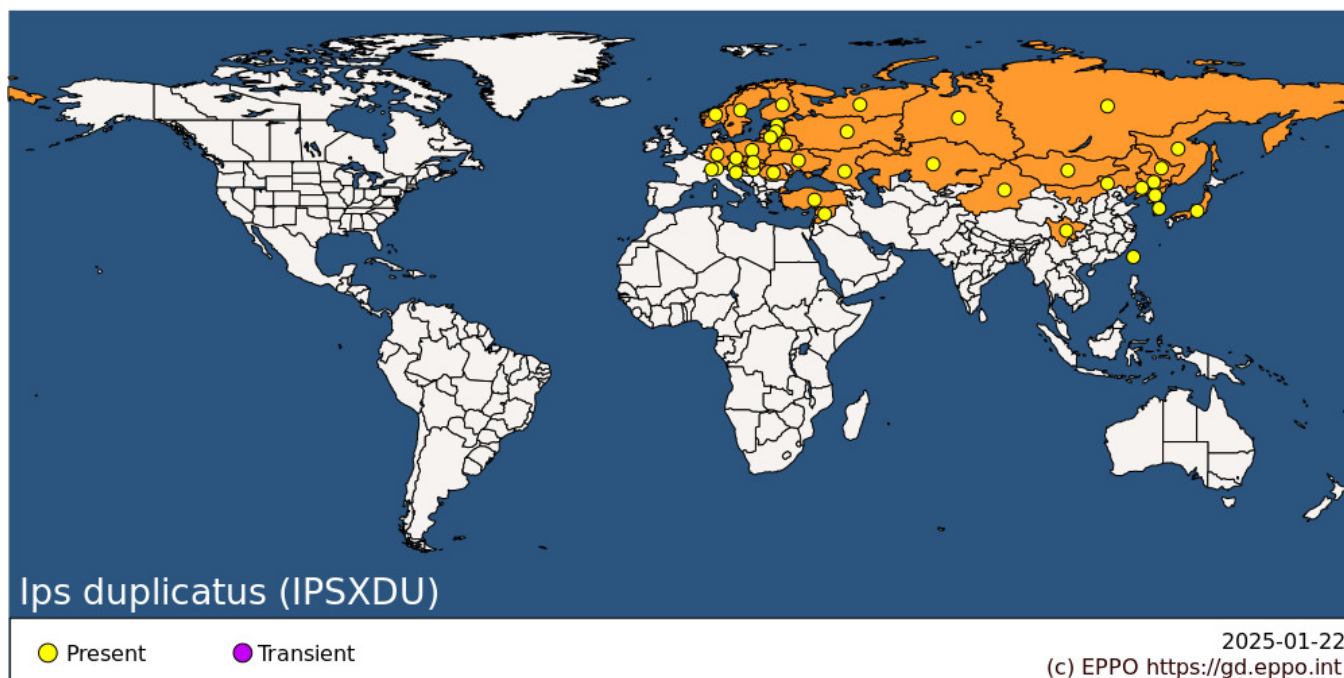 Ips duplicatus (IPSXDU)
Present
Transient
2025-01-22
(c) EPPO https://gd.eppo.int